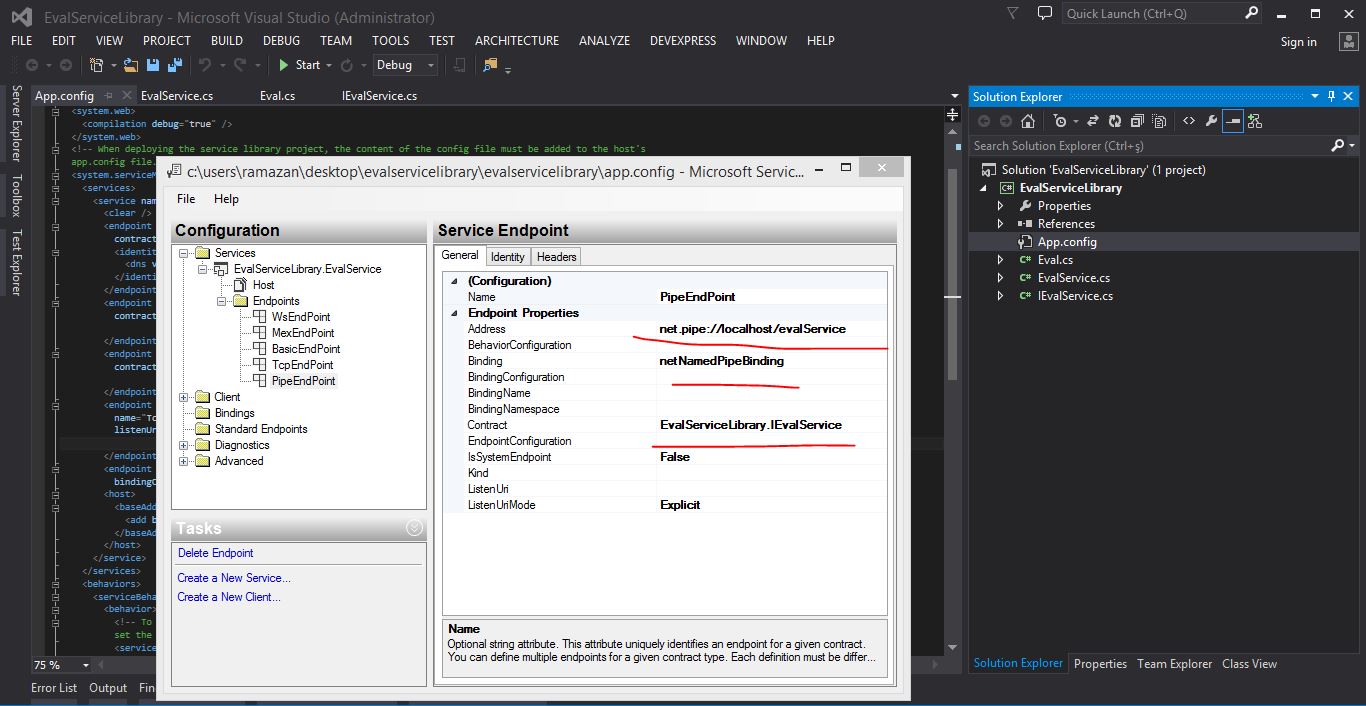 EvalServiceLibrary - Microsoft Visual Studio (Administrator)
Quick Launch (Ctrl+Q)
FILE EDIT VIEW PROJECT BUILD DEBUG TEAM TOOLS TEST ARCHITECTURE ANALYZE DEVEXPRESS WINDOW HELP
Sign in
Start Debug
Server Explorer
Toolbox
Test Explorer
App.config EvalService.cs Eval.cs IEvalService.cs
<system.web>
<compilation debug="true" />
</system.web>
<!-- When deploying the service library project, the content of the config file must be added to the host's
app.config file.
<system.serviceM
<services>
<service nam
<clear />
<endpoint
contract
<identit
<dns v
</identi
</endpoint
<endpoint
contract
</endpoint
<endpoint
contract
</endpoint
<endpoint
name="Tc
listenUr
</endpoint
<endpoint
bindingC
<host>
<baseAdd
<add b
</baseAd
</host>
</service>
</services>
<behaviors>
<serviceBeha
<behavior>
<!-- To
set the
<service
75 %
Error List Output Fin
c:\users\ramazan\desktop\evalservicelibrary\evalservicelibrary\app.config - Microsoft Servic...
File Help
Configuration
Services
EvalServiceLibrary.EvalService
Host
Endpoints
WsEndPoint
MexEndPoint
BasicEndPoint
TcpEndPoint
PipeEndPoint
Client
Bindings
Standard Endpoints
Diagnostics
Advanced
Tasks
Delete Endpoint
Create a New Service...
Create a New Client...
Service Endpoint
General Identity Headers
(Configuration)
Name PipeEndPoint
Endpoint Properties
Address net.pipe://localhost/evalService
BehaviorConfiguration
Binding netNamedPipeBinding
BindingConfiguration
BindingName
BindingNamespace
Contract EvalServiceLibrary.IEvalService
EndpointConfiguration
IsSystemEndpoint False
Kind
ListenUri
ListenUriMode Explicit
Name
Optional string attribute. This attribute uniquely identifies an endpoint for a given contract.
You can define multiple endpoints for a given contract type. Each definition must be differ...
Solution Explorer
Search Solution Explorer (Ctrl+ş)
Solution 'EvalServiceLibrary' (1 project)
EvalServiceLibrary
Properties
References
App.config
Eval.cs
EvalService.cs
IEvalService.cs
Solution Explorer Properties Team Explorer Class View